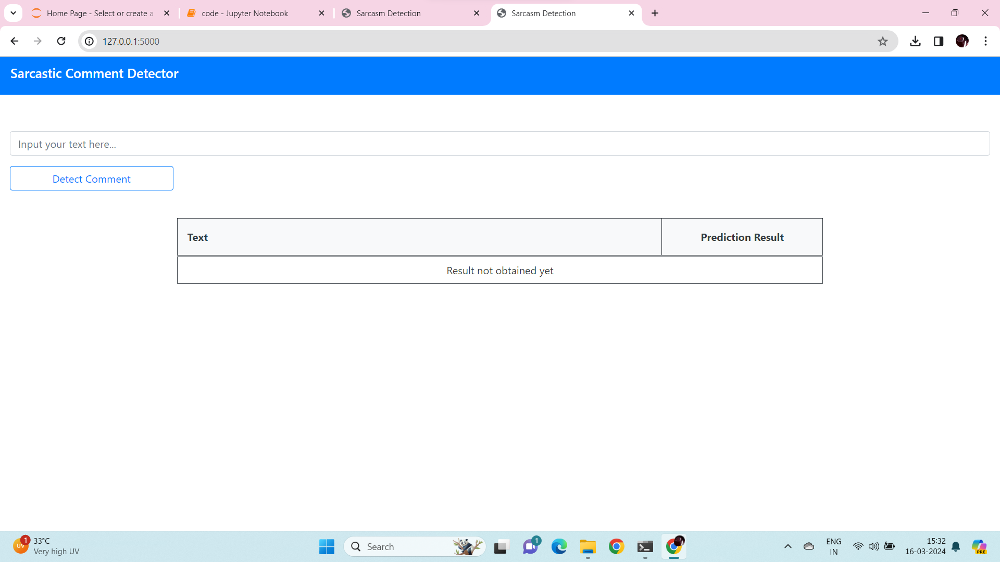 Home Page - Select or create a
code - Jupyter Notebook
Sarcasm Detection
Sarcasm Detection
127.0.0.1:5000
Sarcastic Comment Detector
Input your text here...
Detect Comment
Text
Prediction Result
Result not obtained yet
UV
1
33°C
Very high UV
Search
1
ENG
IN
15:32
16-03-2024
PRE